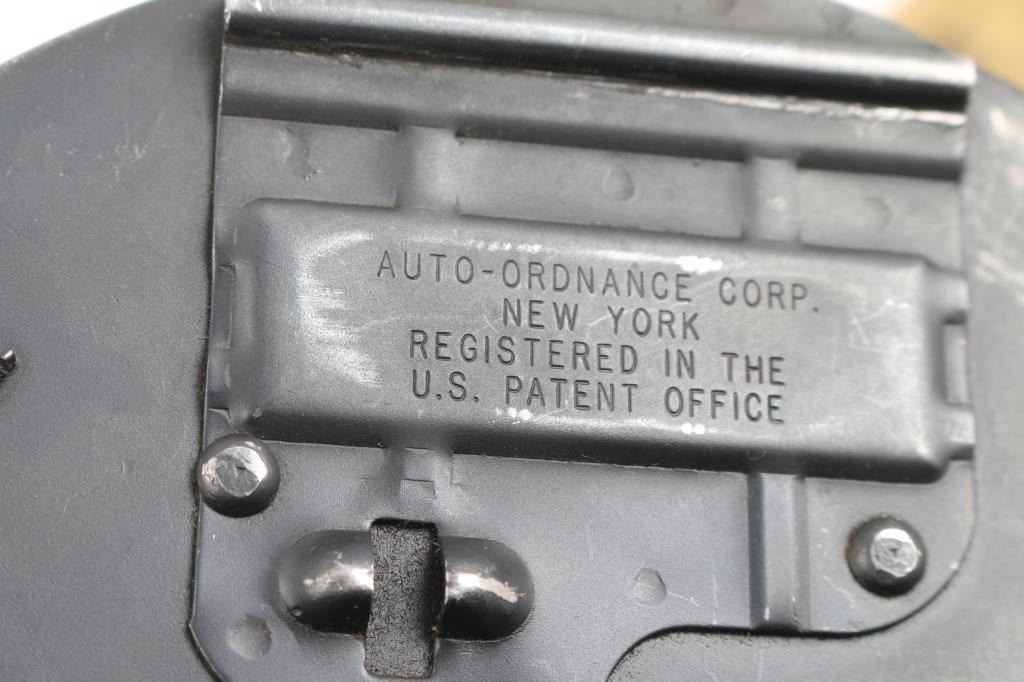 AUTO-ORDNANCE CORP.
NEW YORK
REGISTERED IN THE
U.S. PATENT OFFICE